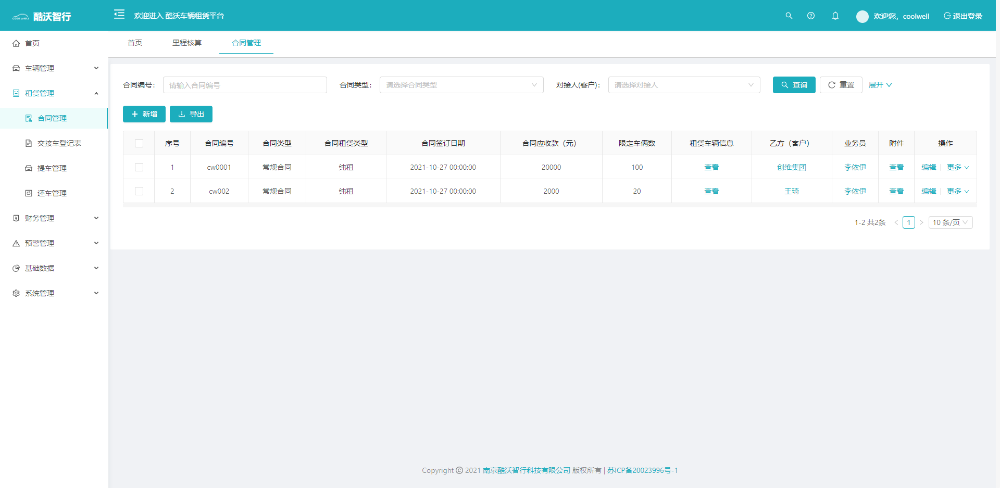 COOLWELL 酷沃智行
欢迎进入 酷沃车辆租赁平台
欢迎您，coolwell
退出登录
首页
车辆管理
租赁管理
合同管理
交接车登记表
提车管理
还车管理
财务管理
预警管理
基础数据
系统管理
首页 里程核算 合同管理
合同编号： 请输入合同编号 合同类型： 请选择合同类型 对接人(客户)： 请选择对接人 查询 重置 展开
新增 导出
序号 合同编号 合同类型 合同租赁类型 合同签订日期 合同应收款（元） 限定车俩数 租赁车辆信息 乙方（客户） 业务员 附件 操作
1 cw0001 常规合同 纯租 2021-10-27 00:00:00 20000 100 查看 创维集团 李依伊 查看 编辑 更多
2 cw002 常规合同 纯租 2021-10-27 00:00:00 2000 20 查看 王琦 李依伊 查看 编辑 更多
1-2 共2条 < 1 > 10 条/页
Copyright © 2021 南京酷沃智行科技有限公司 版权所有 | 苏ICP备20023996号-1